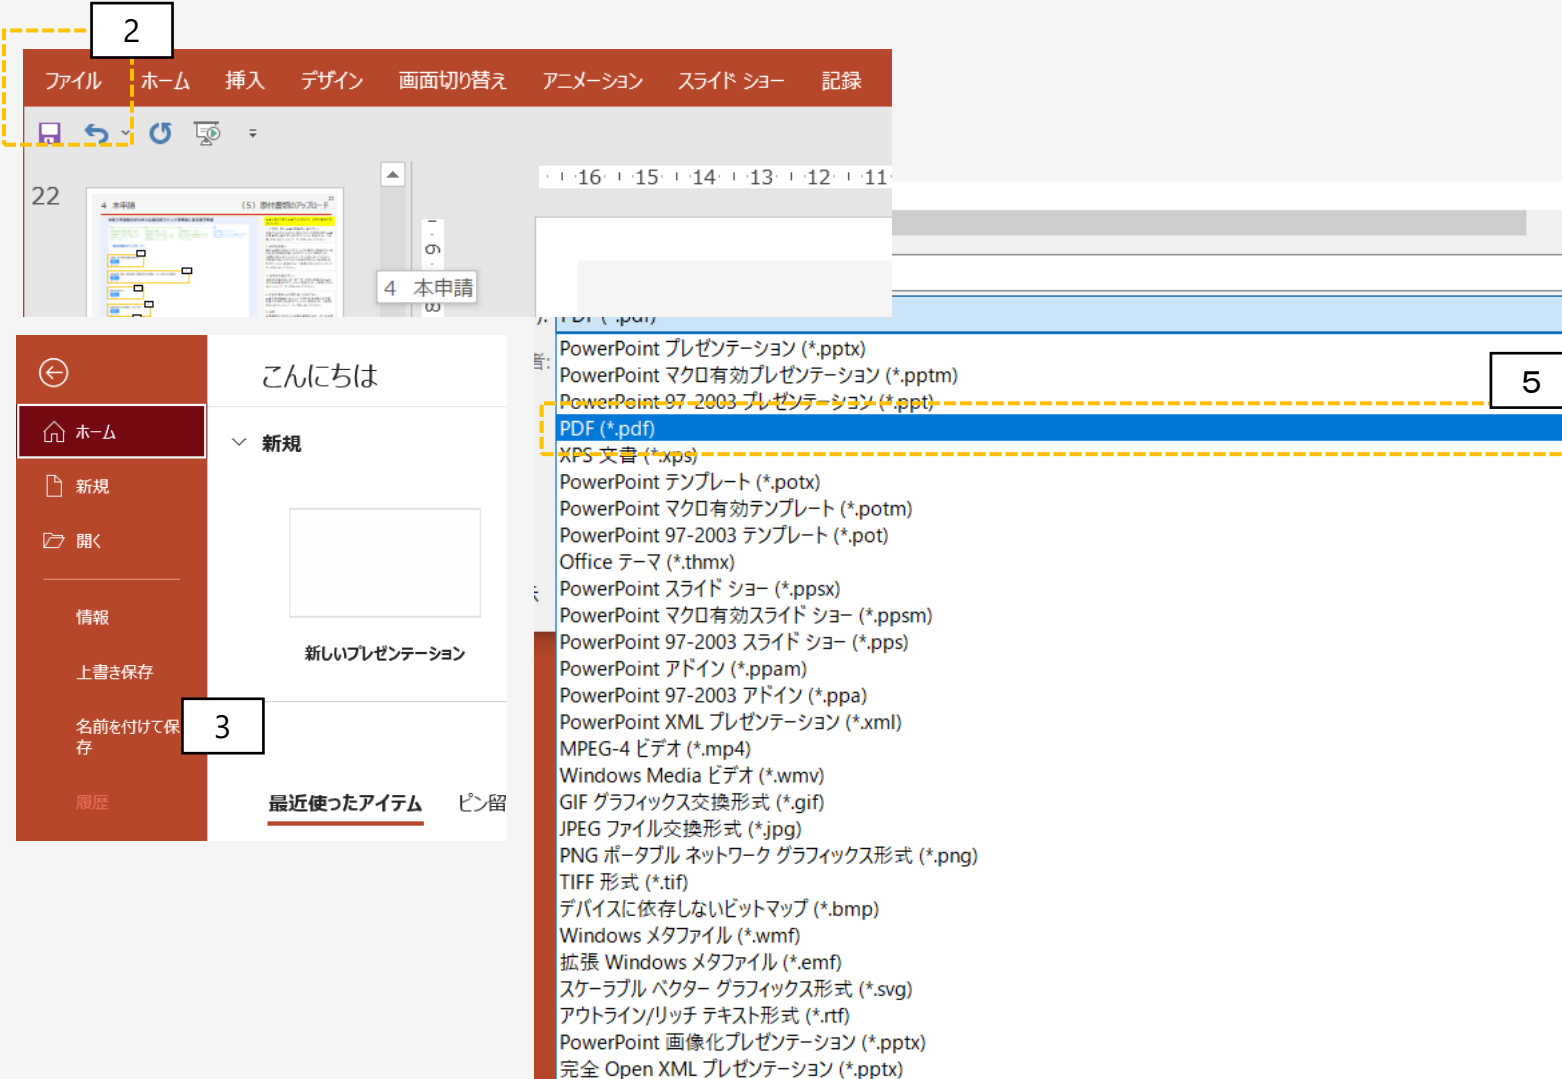 2
ファイル ホーム 挿入 デザイン 画面切り替え アニメーション スライド ショー 記録
22
4 本申請 (5) 添付書類のアップロード
16 15 14 13 12 11
9
4 本申請
8
PDF (*.pdf)
こんにちは
ホーム
新規
新規
開く
新しいプレゼンテーション
情報
上書き保存
名前を付けて保
存
3
履歴
最近使ったアイテム ピン留
者:
PowerPoint プレゼンテーション (*.pptx)
PowerPoint マクロ有効プレゼンテーション (*.pptm)
5
PowerPoint 97-2003 プレゼンテーション (*.ppt)
PDF (*.pdf)
XPS 文書 (*.xps)
PowerPoint テンプレート (*.potx)
PowerPoint マクロ有効テンプレート (*.potm)
PowerPoint 97-2003 テンプレート (*.pot)
Office テーマ (*.thmx)
PowerPoint スライド ショー (*.ppsx)
PowerPoint マクロ有効スライド ショー (*.ppsm)
PowerPoint 97-2003 スライド ショー (*.pps)
PowerPoint アドイン (*.ppam)
PowerPoint 97-2003 アドイン (*.ppa)
PowerPoint XML プレゼンテーション (*.xml)
MPEG-4 ビデオ (*.mp4)
Windows Media ビデオ (*.wmv)
GIF グラフィックス交換形式 (*.gif)
JPEG ファイル交換形式 (*.jpg)
PNG ポータブル ネットワーク グラフィックス形式 (*.png)
TIFF 形式 (*.tif)
デバイスに依存しないビットマップ (*.bmp)
Windows メタファイル (*.wmf)
拡張 Windows メタファイル (*.emf)
スケーラブル ベクター グラフィックス形式 (*.svg)
アウトライン/リッチ テキスト形式 (*.rtf)
PowerPoint 画像化プレゼンテーション (*.pptx)
完全 Open XML プレゼンテーション (*.pptx)